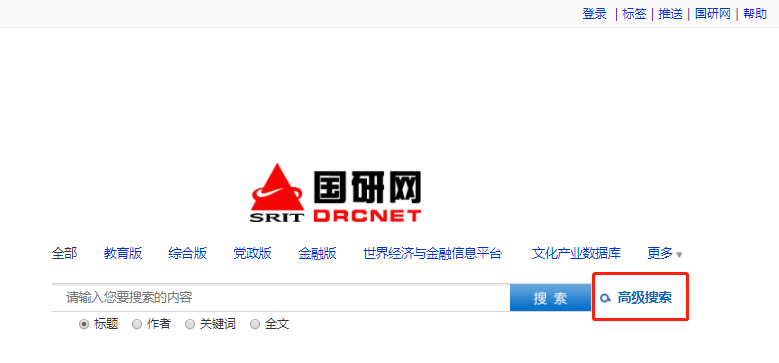 登录 | 标签 | 推送 | 国研网 | 帮助
国研网
SRIT DRCNET
全部 教育版 综合版 党政版 金融版 世界经济与金融信息平台 文化产业数据库 更多
请输入您要搜索的内容 搜索 高级搜索
标题 作者 关键词 全文